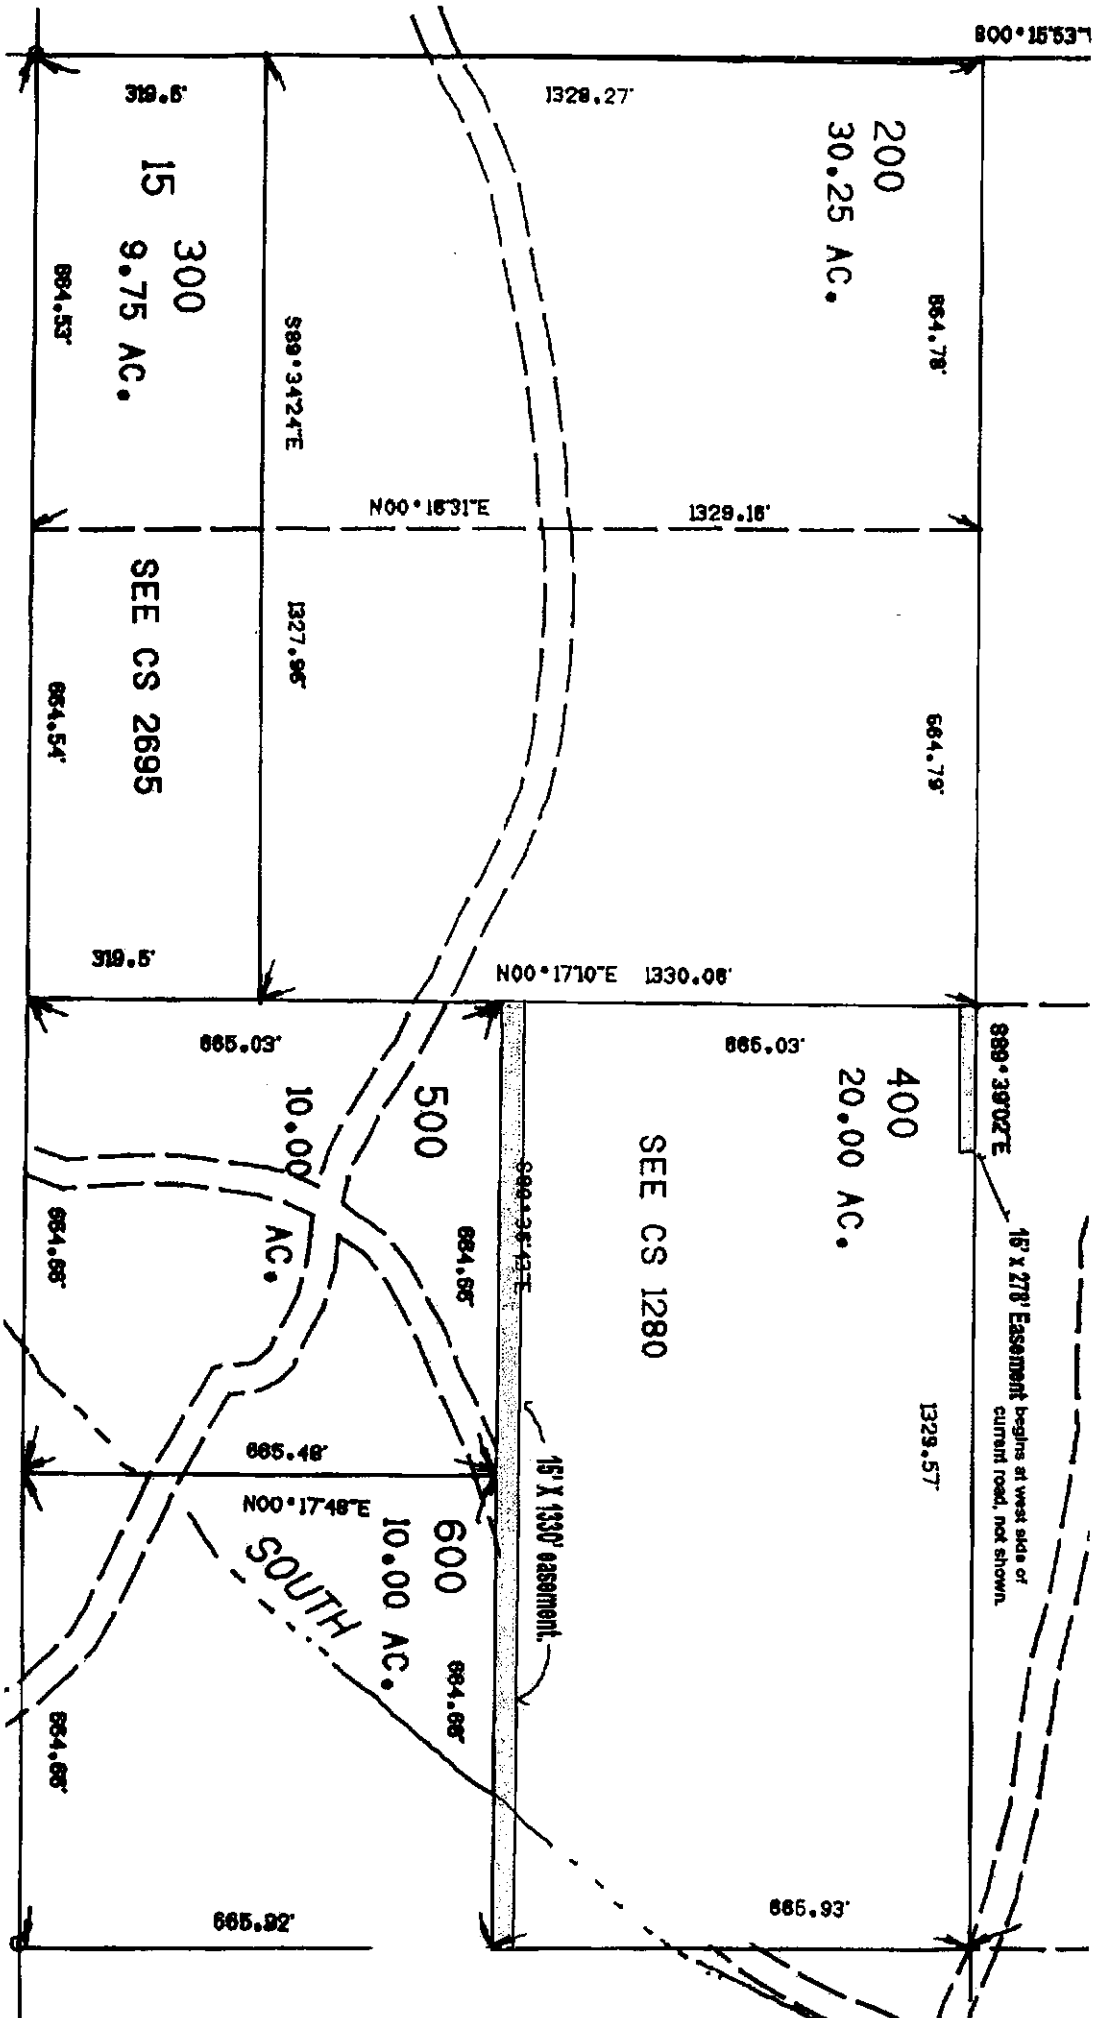 S00°15'53"
319.5'
1329.27'
200
30.25 AC.
15
300
9.75 AC.
664.53'
664.78'
S89°34'24"E
N00°16'31"E
1329.16'
SEE CS 2695
1327.96'
664.54'
664.79'
319.5'
N00°17'10"E 1330.06'
665.03'
665.03'
S89°39'02"E
400
20.00 AC.
500
10.00 AC.
SEE CS 1280
664.66'
664.66'
15' x 278' Easement begins at west side of
current road, not shown.
1329.57'
665.48'
N00°17'48"E
15' X 1330' easement.
600
10.00 AC.
SOUTH
664.66'
664.66'
665.92'
665.93'